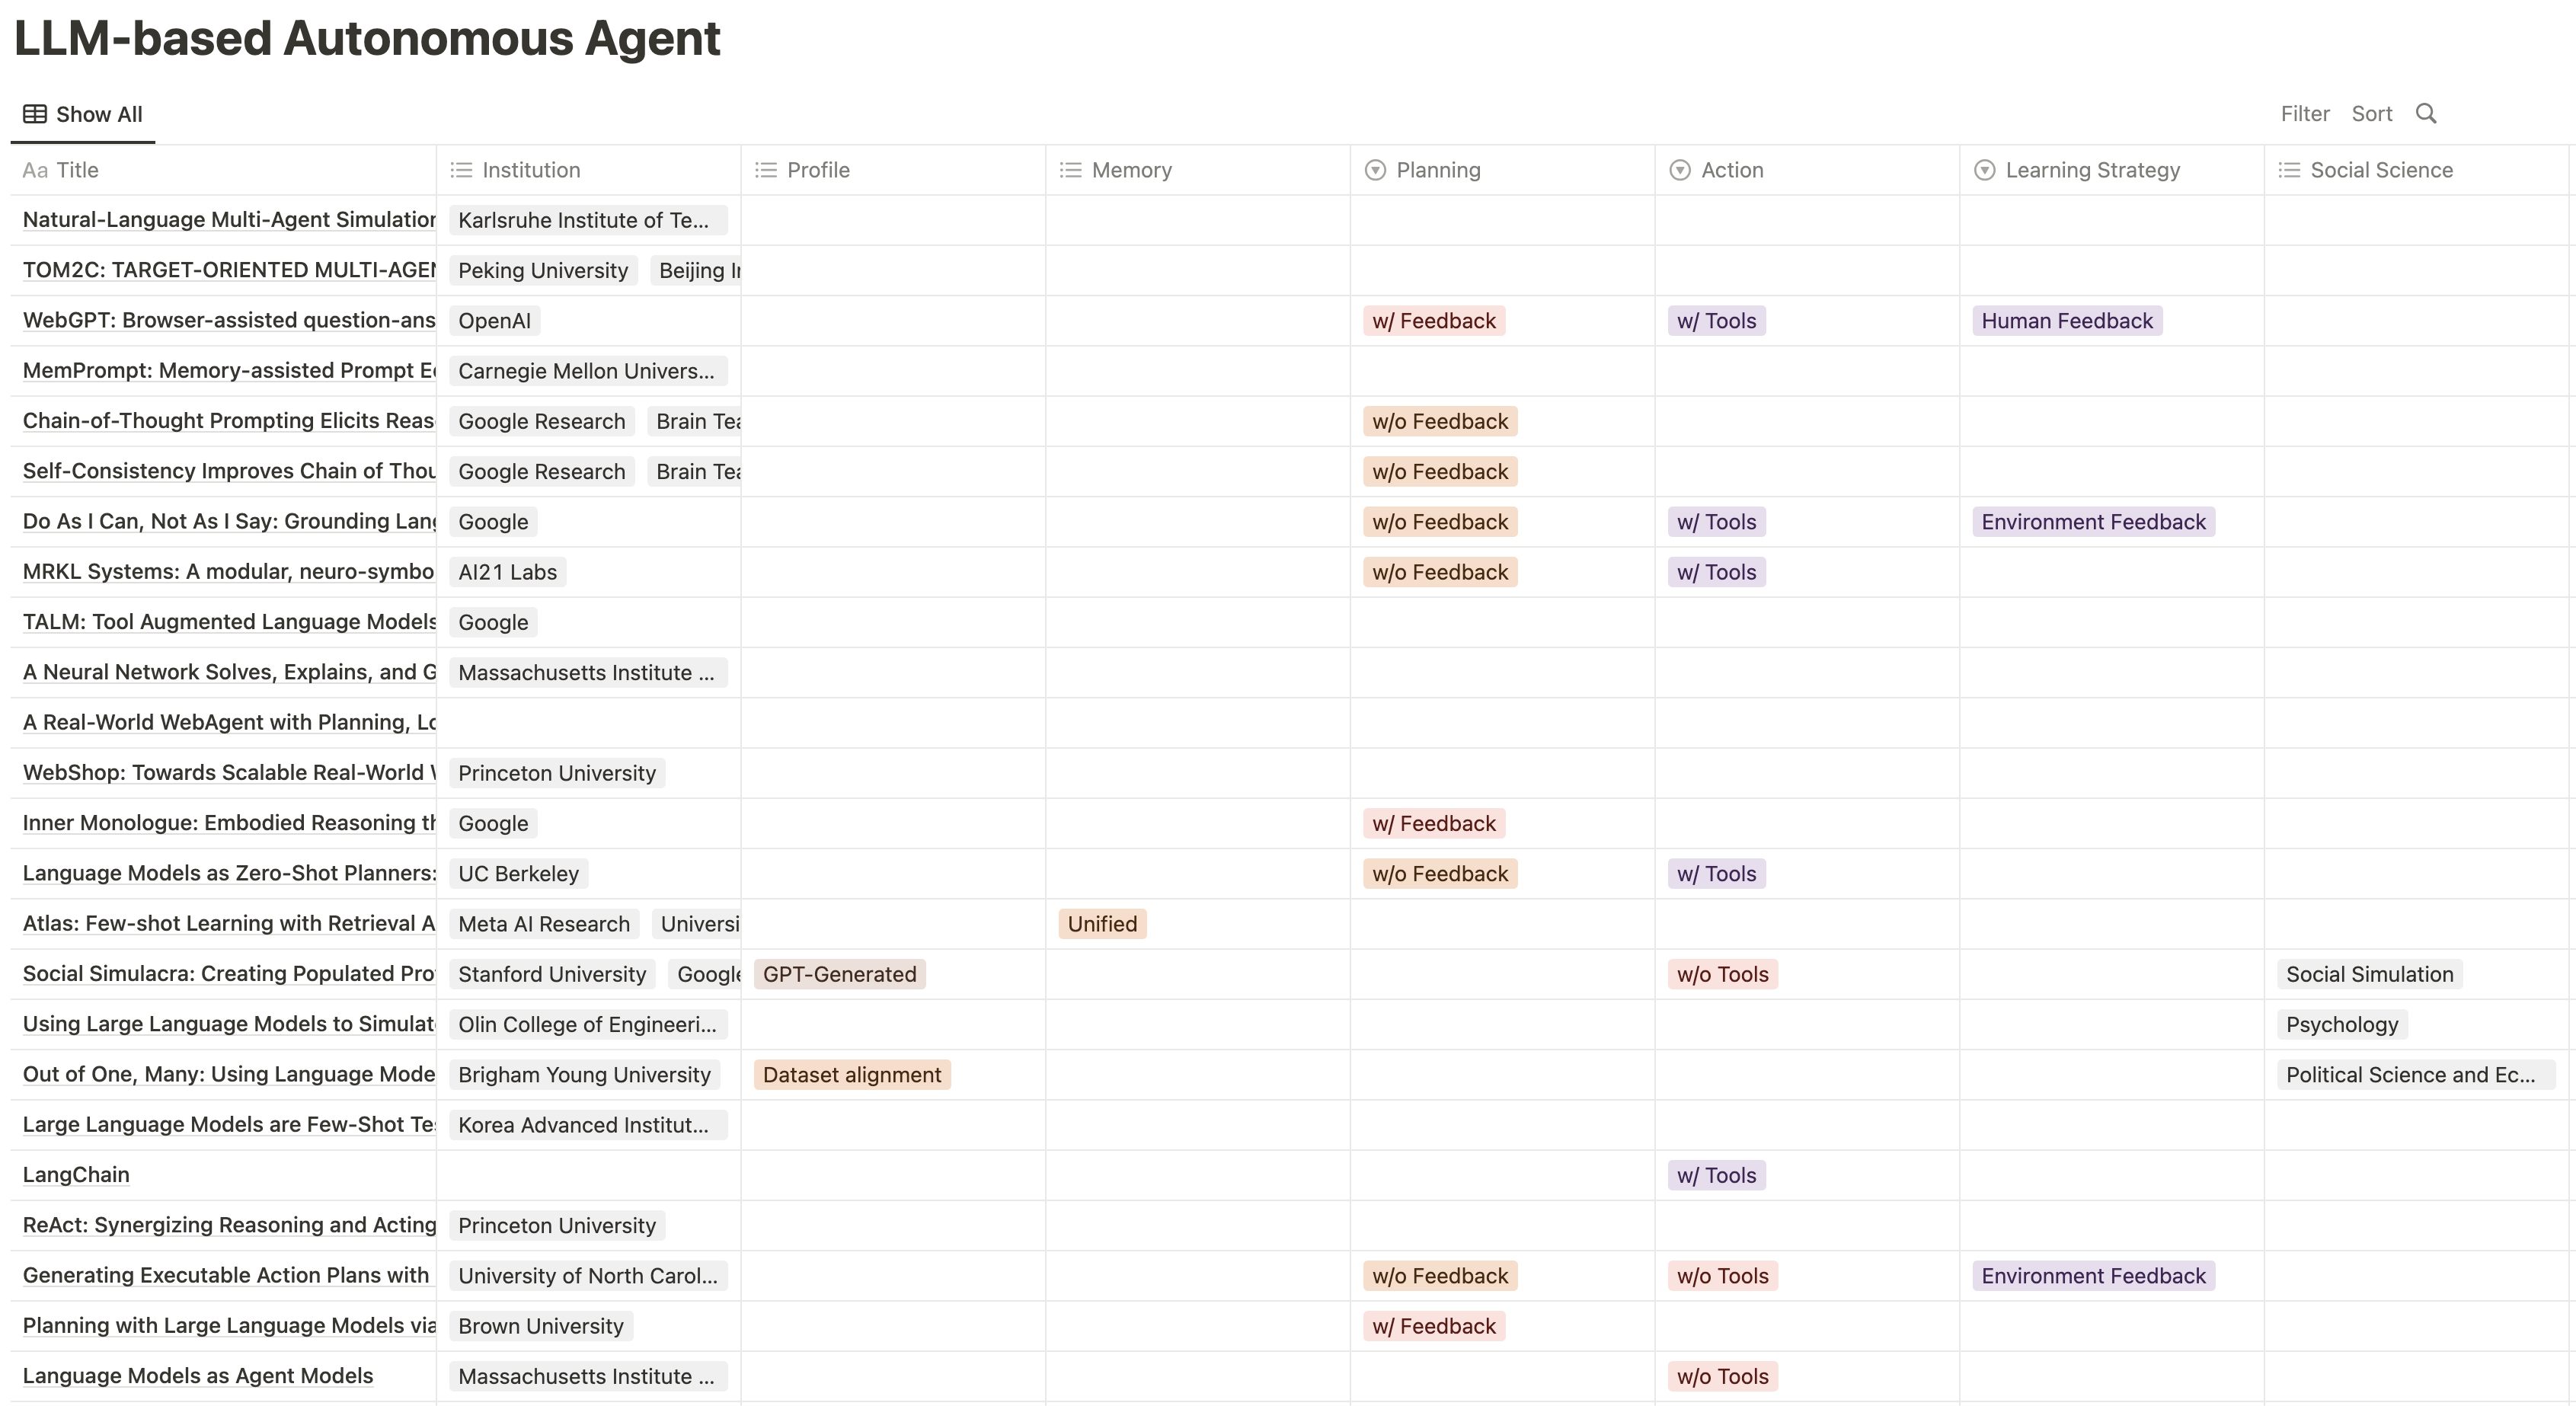 LLM-based Autonomous Agent
Show All Filter Sort
Aa Title Institution Profile Memory Planning Action Learning Strategy Social Science
Natural-Language Multi-Agent Simulation Karlsruhe Institute of Te...
TOM2C: TARGET-ORIENTED MULTI-AGEN Peking University Beijing
WebGPT: Browser-assisted question-ans OpenAI w/ Feedback w/ Tools Human Feedback
MemPrompt: Memory-assisted Prompt Carnegie Mellon Univers...
Chain-of-Thought Prompting Elicits Reas Google Research Brain Tea w/o Feedback
Self-Consistency Improves Chain of Thou Google Research Brain Tea w/o Feedback
Do As I Can, Not As I Say: Grounding Lang Google w/o Feedback w/ Tools Environment Feedback
MRKL Systems: A modular, neuro-symbo AI21 Labs w/o Feedback w/ Tools
TALM: Tool Augmented Language Models Google
A Neural Network Solves, Explains, and G Massachusetts Institute ...
A Real-World WebAgent with Planning, Lo
WebShop: Towards Scalable Real-World Princeton University
Inner Monologue: Embodied Reasoning th Google w/ Feedback
Language Models as Zero-Shot Planners: UC Berkeley w/o Feedback w/ Tools
Atlas: Few-shot Learning with Retrieval A Meta AI Research Universi Unified
Social Simulacra: Creating Populated Pro Stanford University Google GPT-Generated w/o Tools Social Simulation
Using Large Language Models to Simulate Olin College of Engineeri... Psychology
Out of One, Many: Using Language Mode Brigham Young University Dataset alignment Political Science and Ec...
Large Language Models are Few-Shot Tes Korea Advanced Institut...
LangChain w/ Tools
ReAct: Synergizing Reasoning and Acting Princeton University
Generating Executable Action Plans with University of North Carol... w/o Feedback w/o Tools Environment Feedback
Planning with Large Language Models via Brown University w/ Feedback
Language Models as Agent Models Massachusetts Institute ... w/o Tools